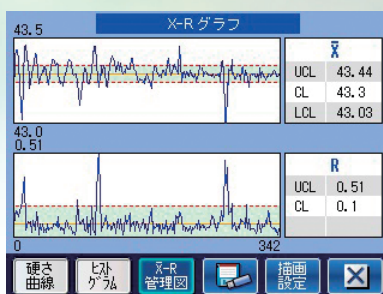 X-R グラフ
43.5
X̄
UCL 43.44
CL 43.3
LCL 43.03
43.0
0.51
R
UCL 0.51
CL 0.1
0 342
硬さ
曲線
ﾋｽﾄ
ｸﾞﾗﾑ
X̄-R
管理図
描画
設定